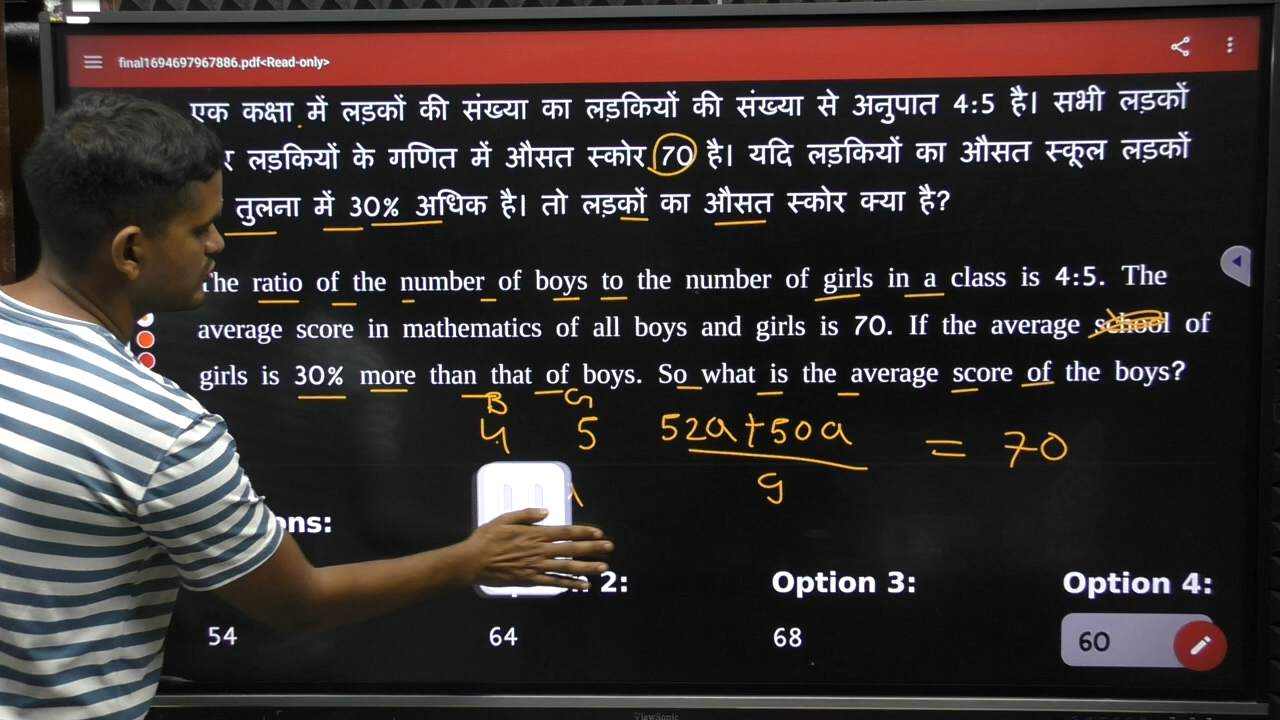 final1694697967886.pdf<Read-only>
एक कक्षा में लड़कों की संख्या का लड़कियों की संख्या से अनुपात 4:5 है। सभी लड़कों
लड़कियों के गणित में औसत स्कोर 70 है। यदि लड़कियों का औसत स्कूल लड़कों
तुलना में 30% अधिक है। तो लड़कों का औसत स्कोर क्या है?
The ratio of the number of boys to the number of girls in a class is 4:5. The
average score in mathematics of all boys and girls is 70. If the average school of
girls is 30% more than that of boys. So what is the average score of the boys?
B G
4 5 52a+50a = 70
9
ons:
2: Option 3: Option 4:
54 64 68 60
ViewSonic